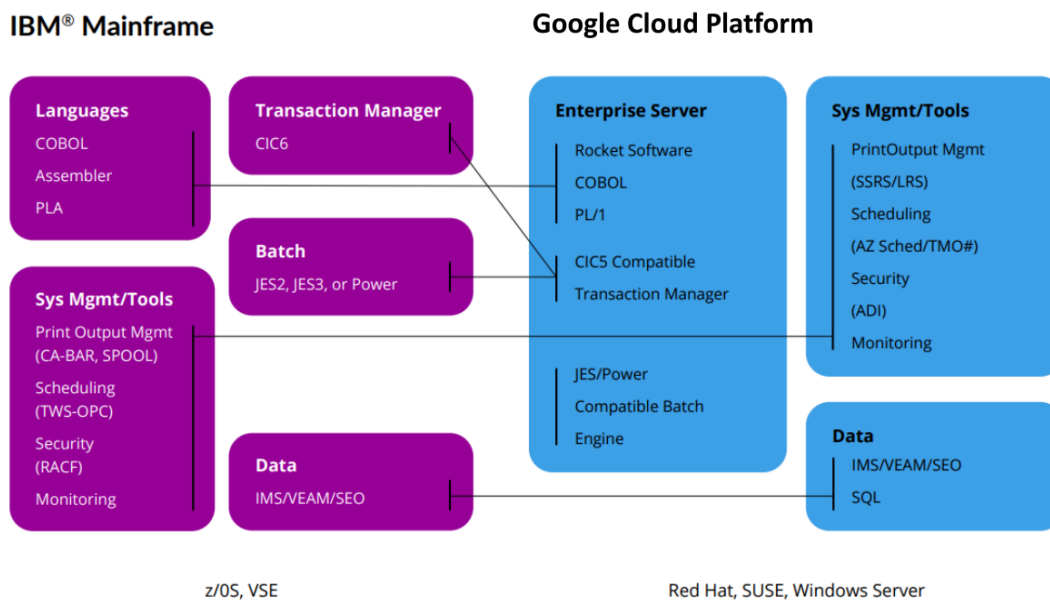 IBM® Mainframe
Google Cloud Platform
Languages
COBOL
Assembler
PLA
Transaction Manager
CIC6
Batch
JES2, JES3, or Power
Sys Mgmt/Tools
Print Output Mgmt
(CA-BAR, SPOOL)
Scheduling
(TWS-OPC)
Security
(RACF)
Monitoring
Data
IMS/VEAM/SEO
Enterprise Server
Rocket Software
COBOL
PL/1
CIC5 Compatible
Transaction Manager
JES/Power
Compatible Batch
Engine
Sys Mgmt/Tools
PrintOutput Mgmt
(SSRS/LRS)
Scheduling
(AZ Sched/TMO#)
Security
(ADI)
Monitoring
Data
IMS/VEAM/SEO
SQL
z/0S, VSE
Red Hat, SUSE, Windows Server